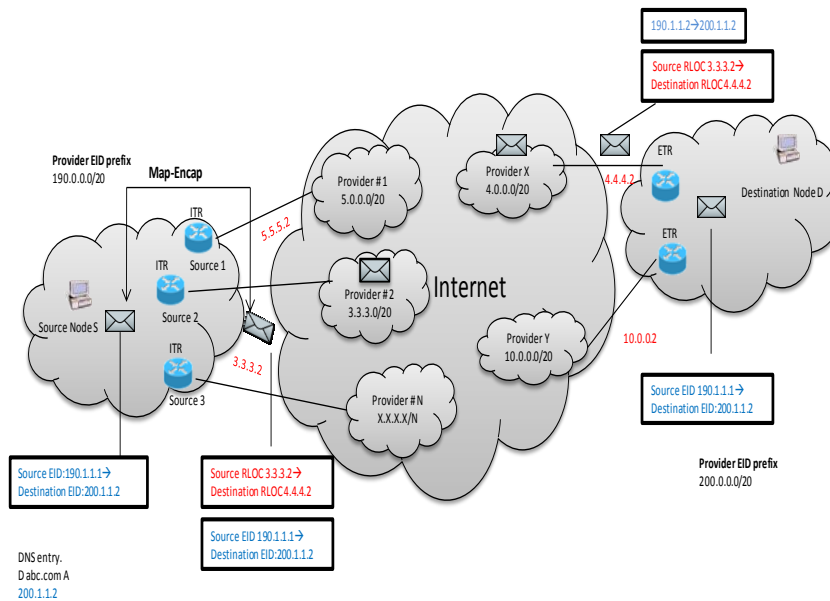 190.1.1.2→200.1.1.2
Source RLOC 3.3.3.2→
Destination RLOC 4.4.4.2
Provider EID prefix
190.0.0.0/20
Map-Encap
ITR
Source 1
5.5.5.2
Provider #1
5.0.0.0/20
Provider X
4.0.0.0/20
4.4.4.2
ETR
Destination Node D
ITR
Source 2
Source Node S
Provider #2
3.3.3.0/20
Internet
ETR
ITR
Source 3
3.3.3.2
Provider Y
10.0.0.0/20
10.0.0.2
Provider #N
X.X.X.X/N
Source EID 190.1.1.1→
Destination EID:200.1.1.2
Provider EID prefix
200.0.0.0/20
Source EID:190.1.1.1→
Destination EID:200.1.1.2
Source RLOC 3.3.3.2→
Destination RLOC 4.4.4.2
Source EID 190.1.1.1→
Destination EID:200.1.1.2
DNS entry.
D abc.com A
200.1.1.2